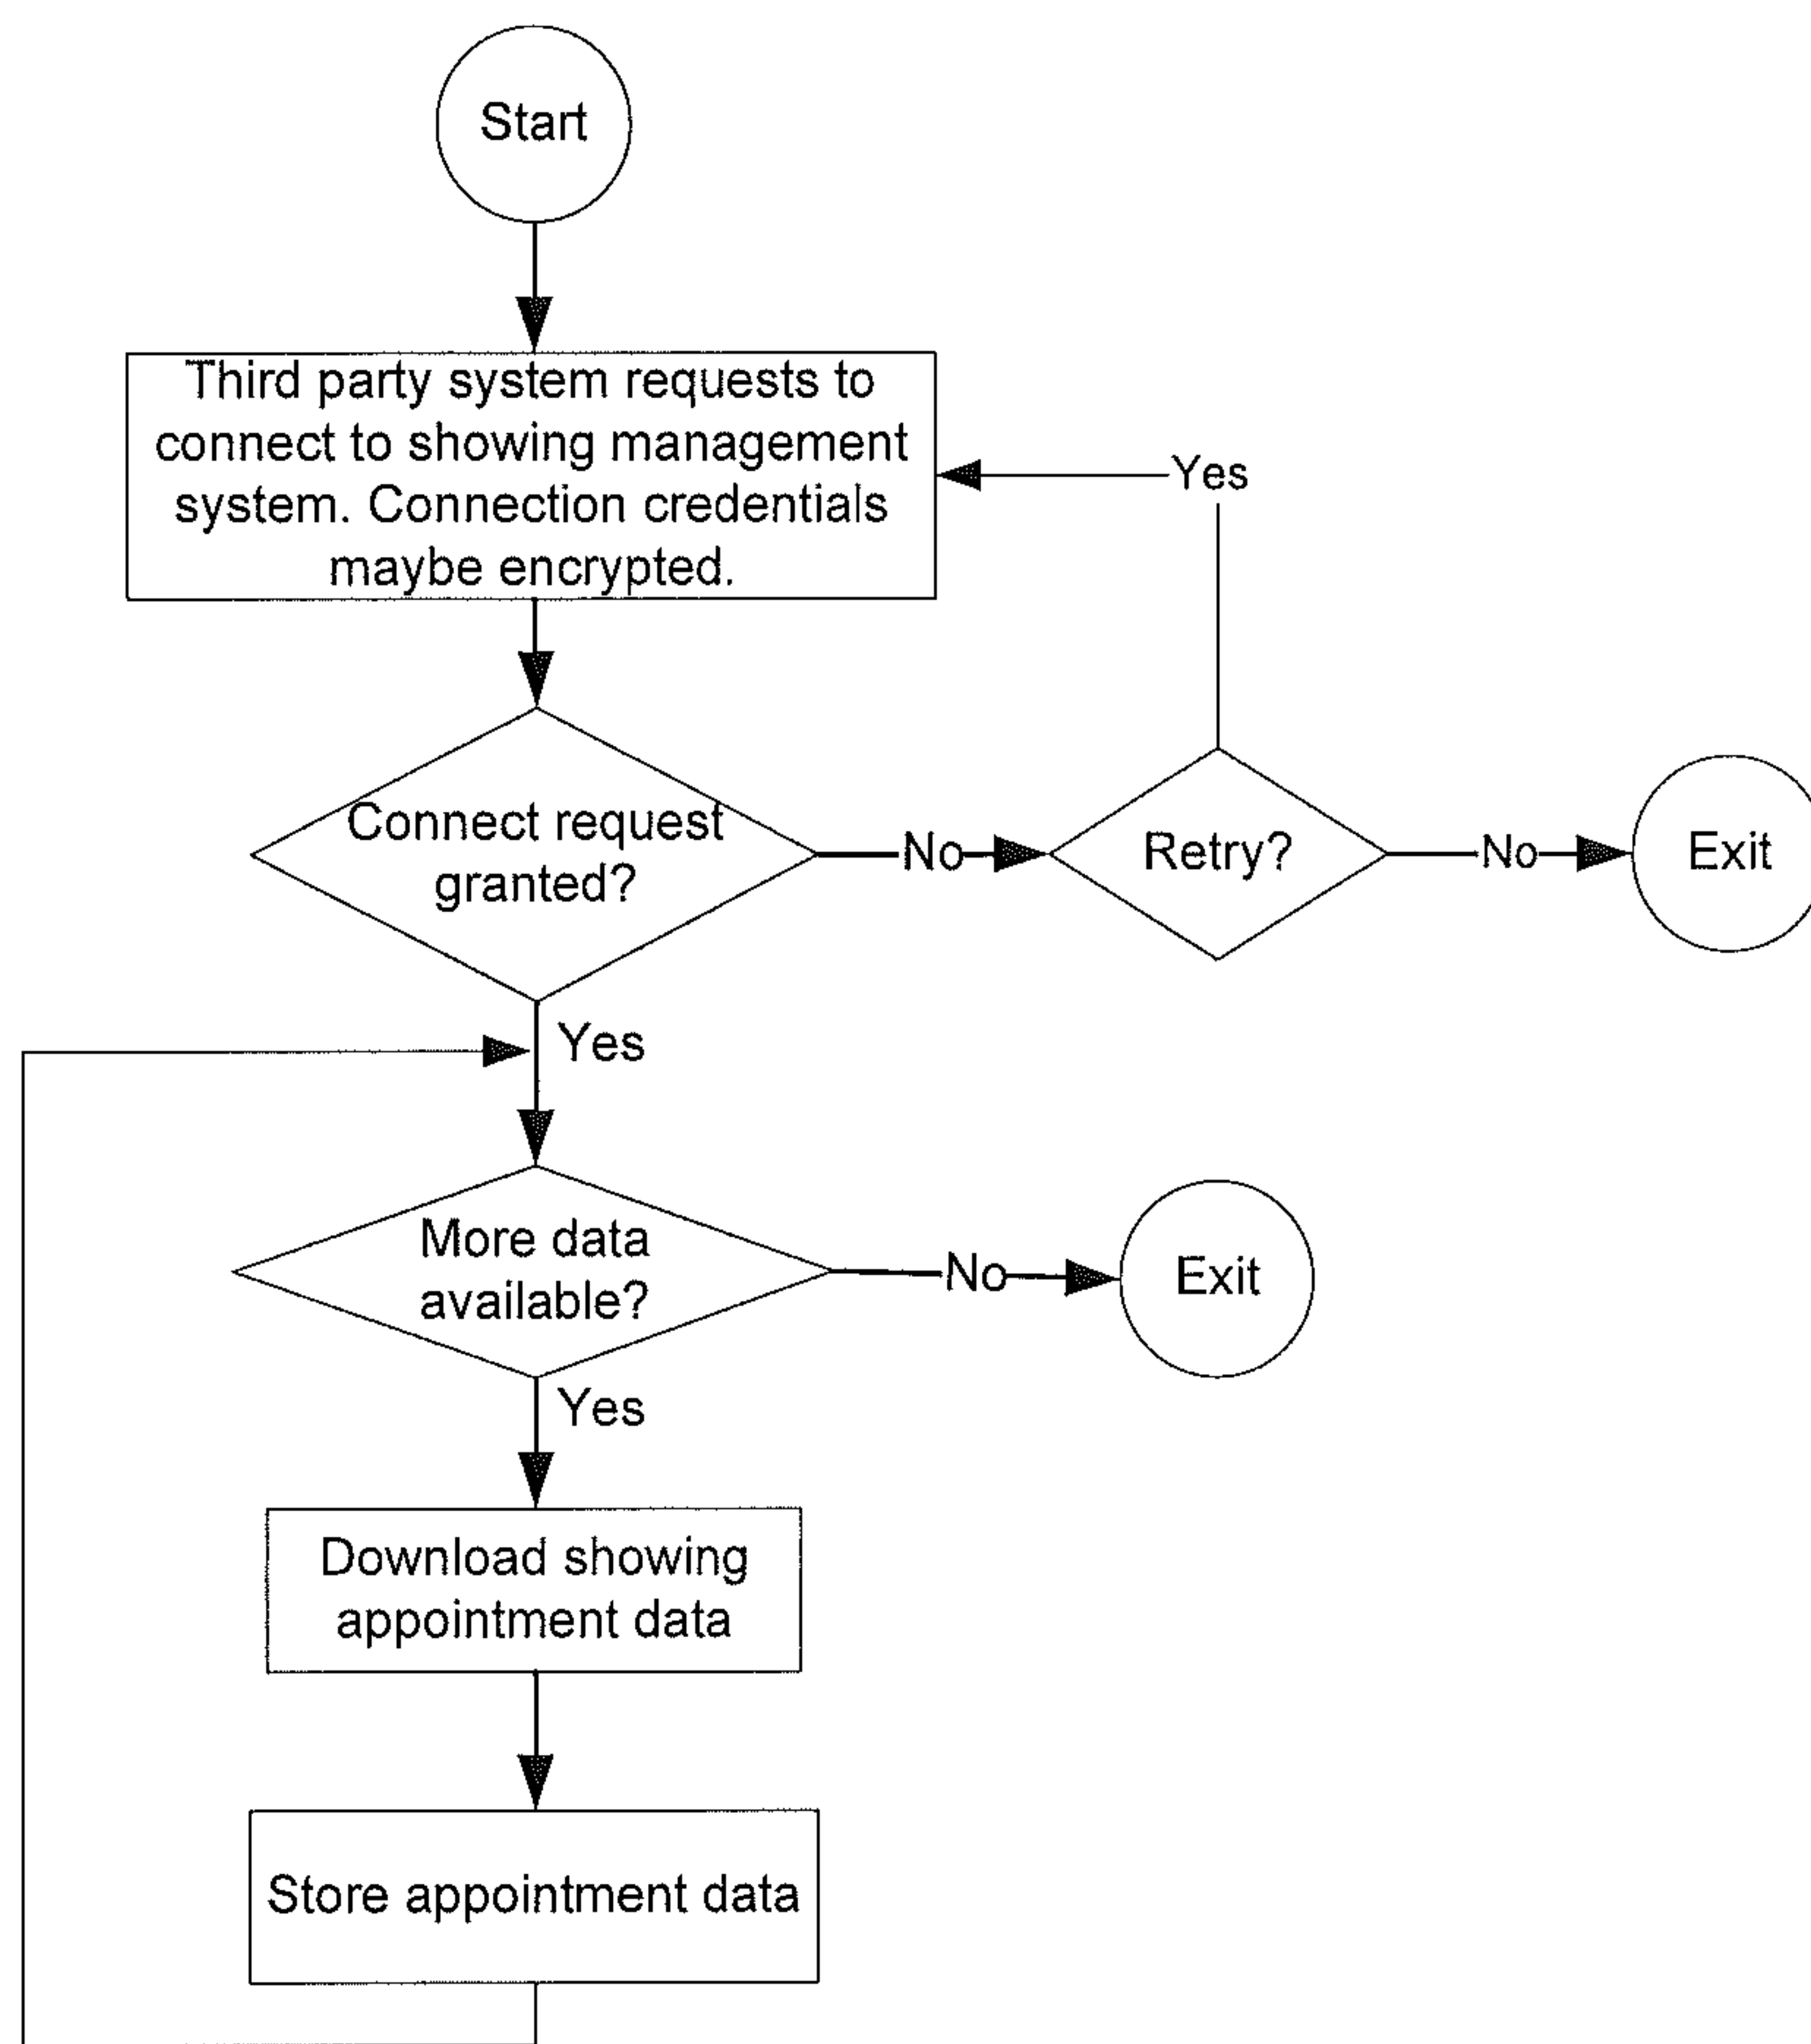 Start
Third party system requests to
connect to showing management
system. Connection credentials
maybe encrypted.
Yes
Connect request
granted?
No
Retry?
No
Exit
Yes
More data
available?
No
Exit
Yes
Download showing
appointment data
Store appointment data